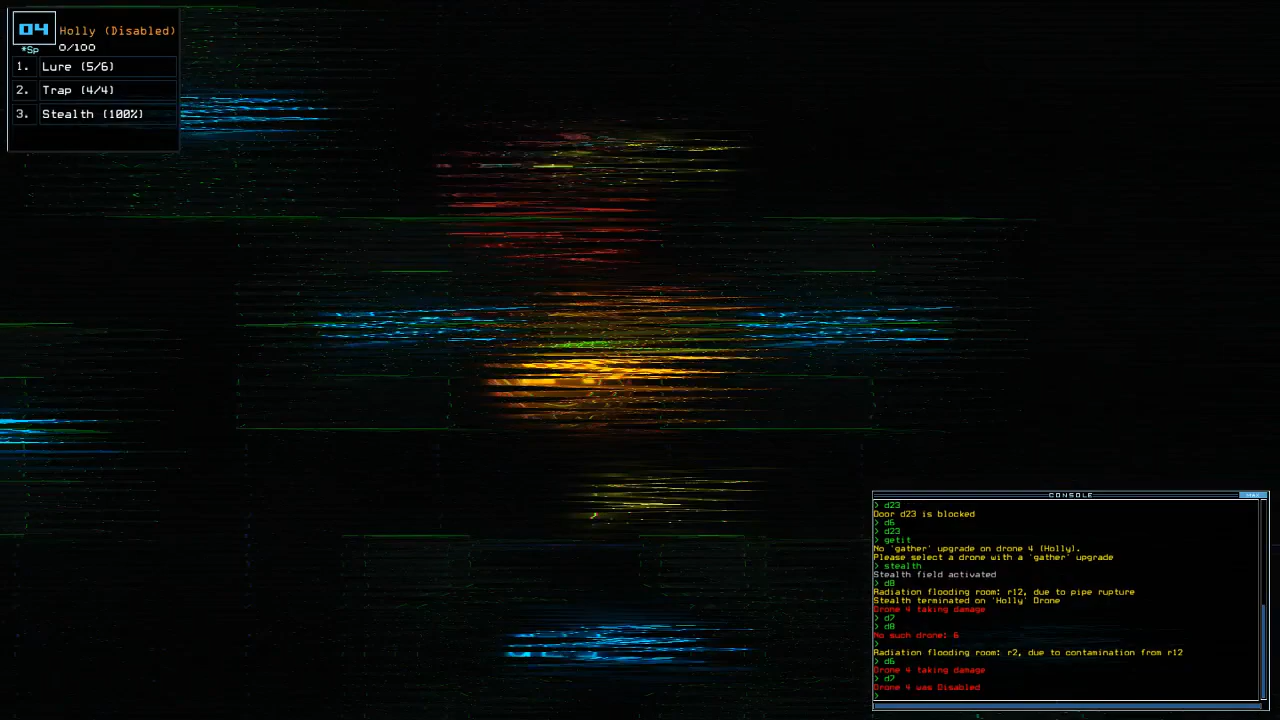 04 Holly (Disabled)
*Sp 0/100
1. Lure (5/6)
2. Trap (4/4)
3. Stealth (100%)
CONSOLE
> d23
Door d23 is blocked
> d6
> d23
> getit
No 'gather' upgrade on drone 4 (Holly).
Please select a drone with a 'gather' upgrade
> stealth
Stealth field activated
> d8
Radiation flooding room: r12, due to pipe rupture
Stealth terminated on 'Holly' Drone
Drone 4 taking damage
> d7
> d8
No such drone: 6
>
Radiation flooding room: r2, due to contamination from r12
> d6
Drone 4 taking damage
> d7
Drone 4 was Disabled
>